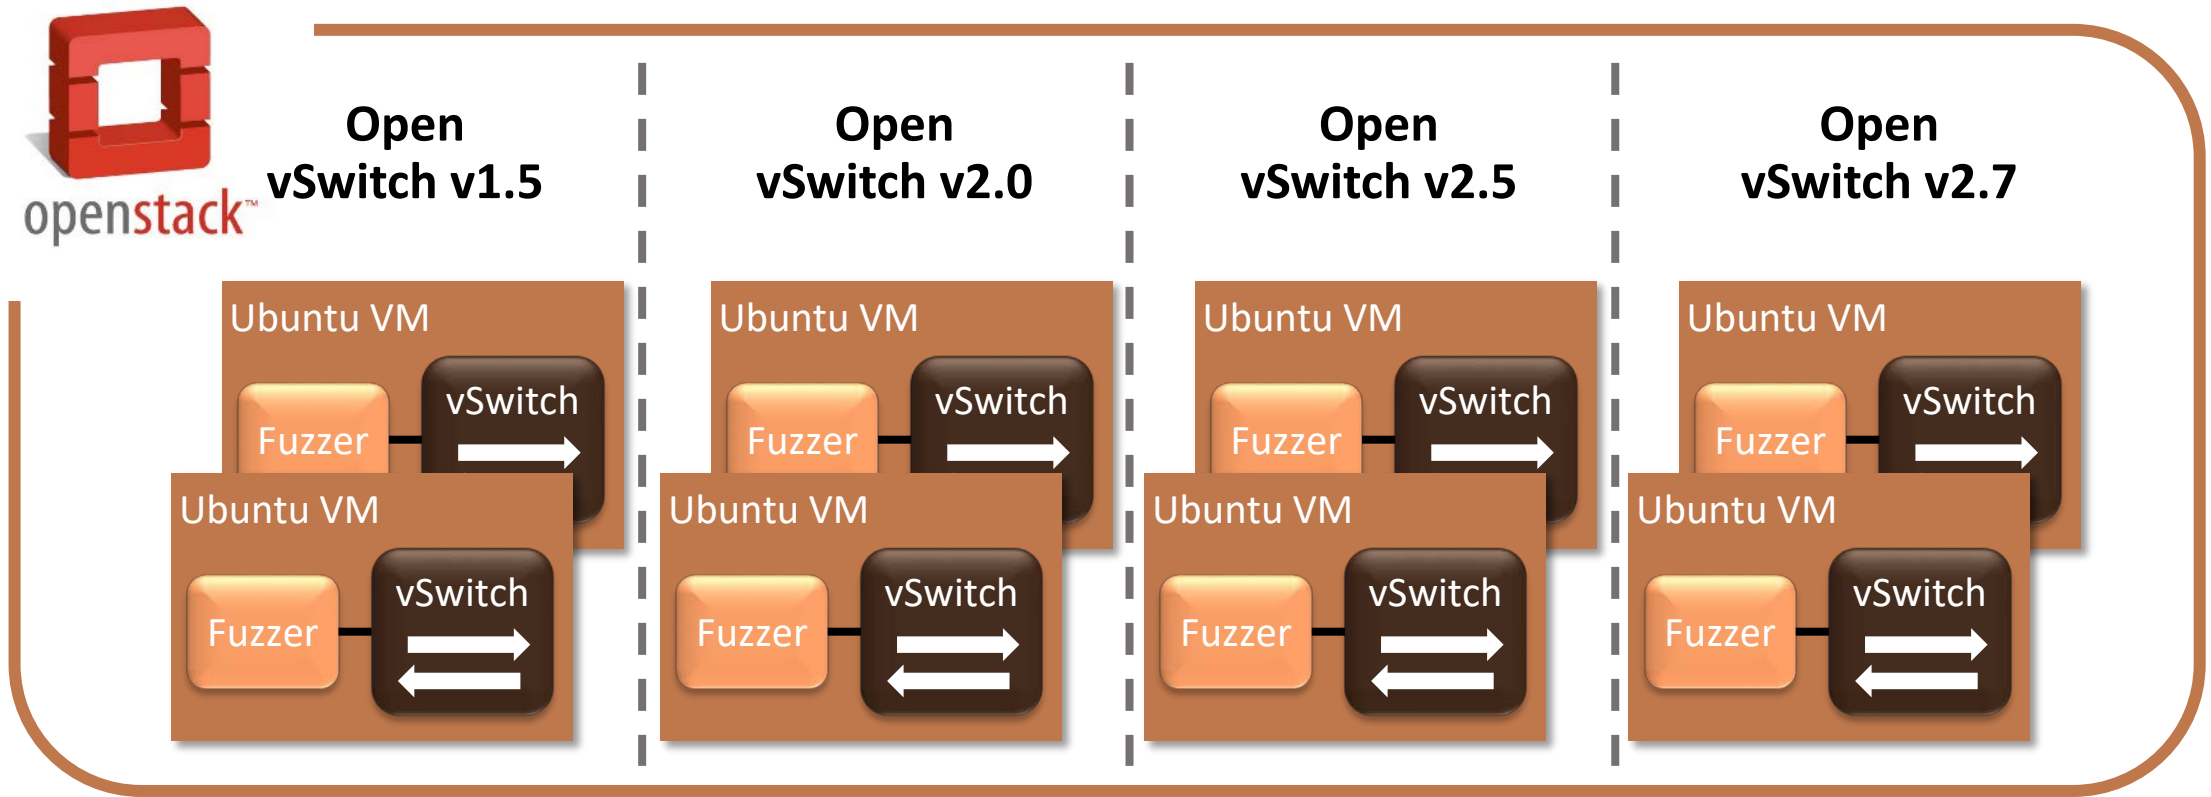 openstack™
Open
vSwitch v1.5
Open
vSwitch v2.0
Open
vSwitch v2.5
Open
vSwitch v2.7
Ubuntu VM
Fuzzer
vSwitch
Ubuntu VM
Fuzzer
vSwitch
Ubuntu VM
Fuzzer
vSwitch
Ubuntu VM
Fuzzer
vSwitch
Ubuntu VM
Fuzzer
vSwitch
Ubuntu VM
Fuzzer
vSwitch
Ubuntu VM
Fuzzer
vSwitch
Ubuntu VM
Fuzzer
vSwitch